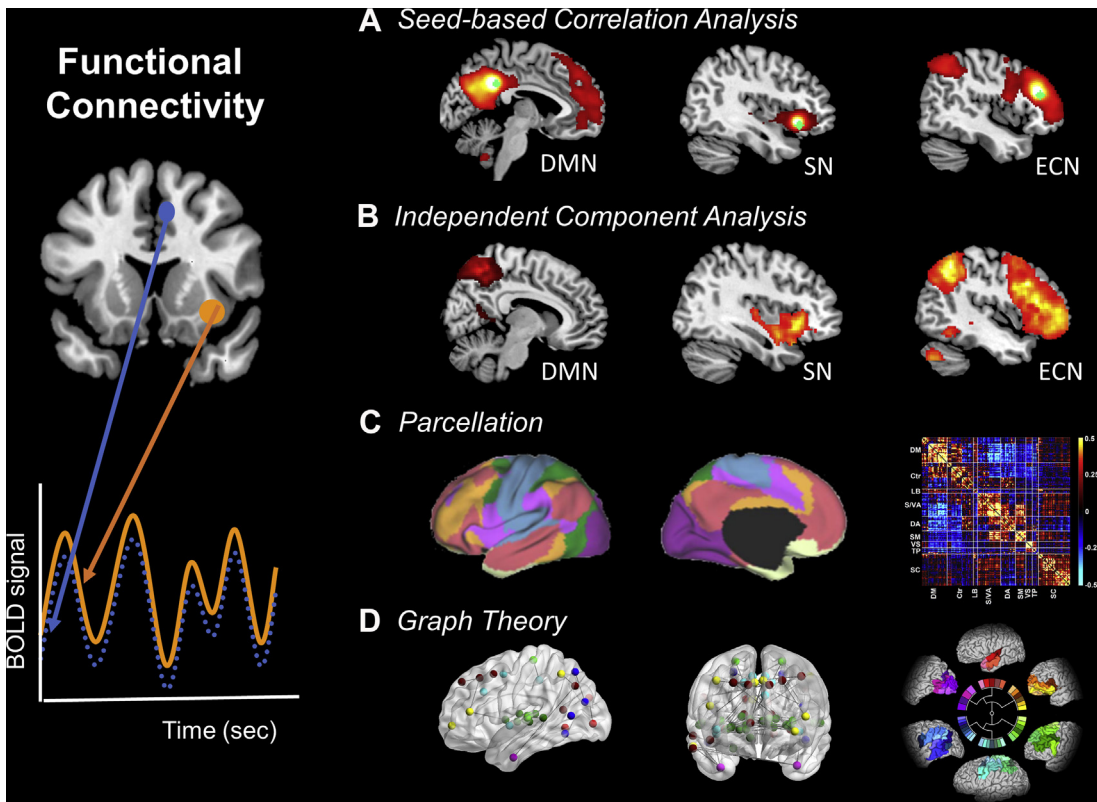 Functional
Connectivity
BOLD signal
Time (sec)
A Seed-based Correlation Analysis
DMN
SN
ECN
B Independent Component Analysis
DMN
SN
ECN
C Parcellation
DM
Ctr
LB
S/VA
DA
SM
VS
TP
SC
DM
Ctr
LB
S/VA
DA
SM
VS
TP
SC
0.5
0.25
0
-0.25
-0.5
D Graph Theory